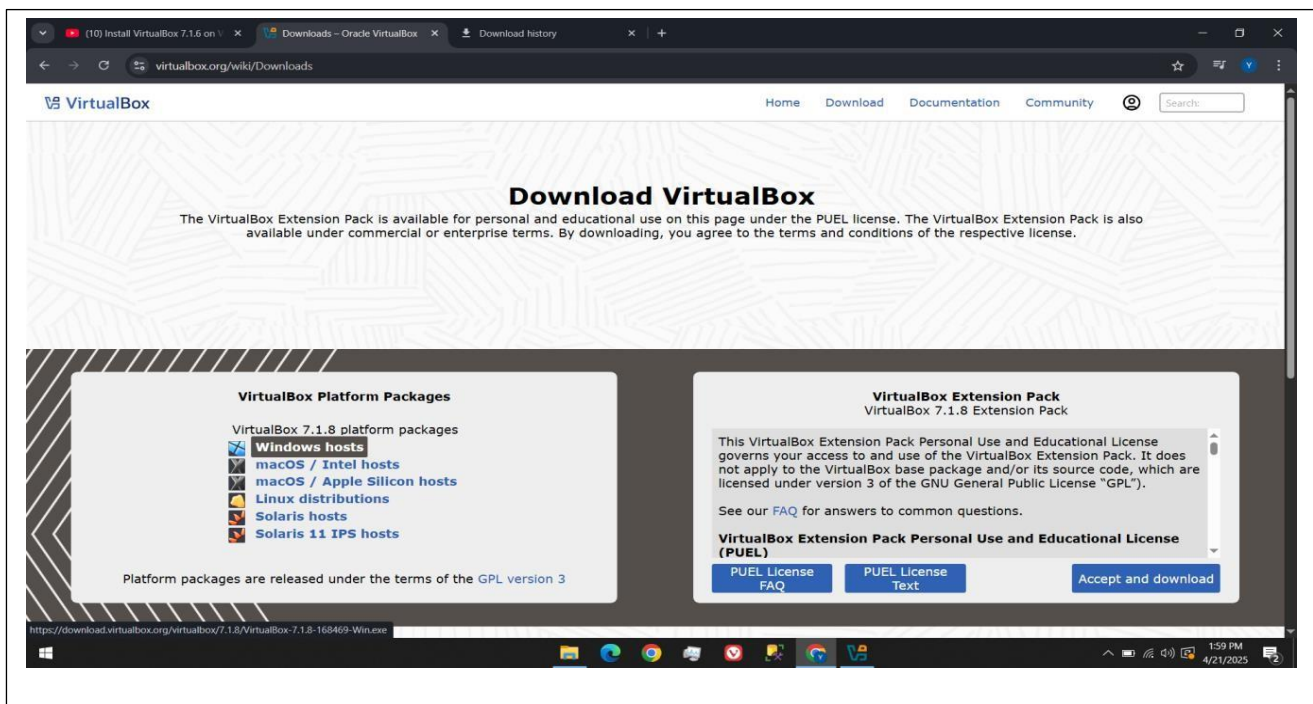 (10) Install VirtualBox 7.1.6 on
Downloads – Oracle VirtualBox
Download history
virtualbox.org/wiki/Downloads
Y
VirtualBox
Home
Download
Documentation
Community
Search:
Download VirtualBox
The VirtualBox Extension Pack is available for personal and educational use on this page under the PUEL license. The VirtualBox Extension Pack is also
available under commercial or enterprise terms. By downloading, you agree to the terms and conditions of the respective license.
VirtualBox Platform Packages
VirtualBox 7.1.8 platform packages
Windows hosts
macOS / Intel hosts
macOS / Apple Silicon hosts
Linux distributions
Solaris hosts
Solaris 11 IPS hosts
Platform packages are released under the terms of the GPL version 3
VirtualBox Extension Pack
VirtualBox 7.1.8 Extension Pack
This VirtualBox Extension Pack Personal Use and Educational License
governs your access to and use of the VirtualBox Extension Pack. It does
not apply to the VirtualBox base package and/or its source code, which are
licensed under version 3 of the GNU General Public License “GPL”).
See our FAQ for answers to common questions.
VirtualBox Extension Pack Personal Use and Educational License
(PUEL)
PUEL License
FAQ
PUEL License
Text
Accept and download
https://download.virtualbox.org/virtualbox/7.1.8/VirtualBox-7.1.8-168469-Win.exe
1:59 PM
4/21/2025
2